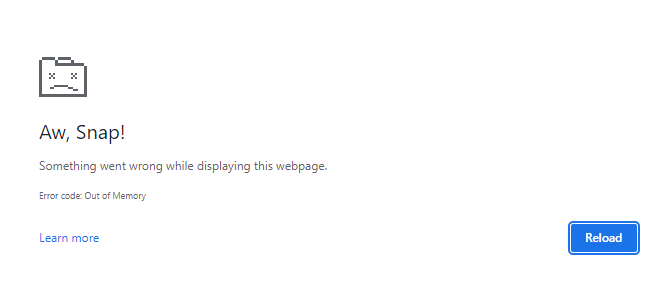 Aw, Snap!
Something went wrong while displaying this webpage.
Error code: Out of Memory
Learn more
Reload